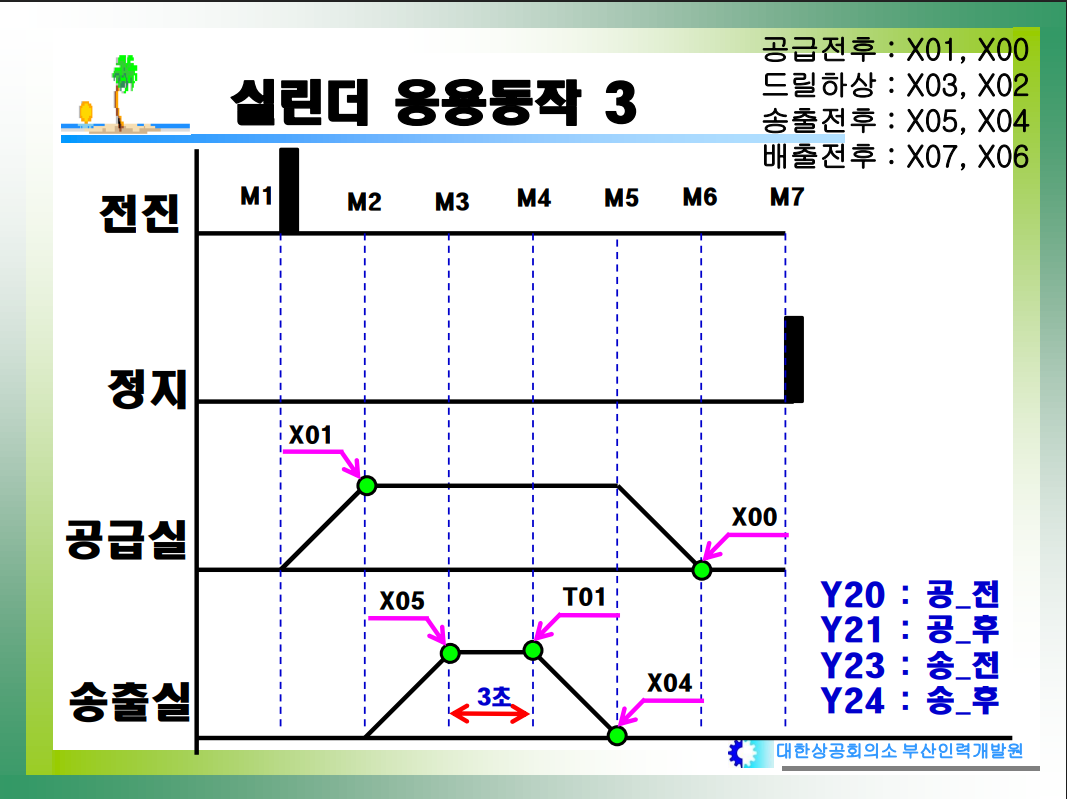 실린더 응용동작 3
공급전후 : X01, X00
드릴하상 : X03, X02
송출전후 : X05, X04
배출전후 : X07, X06
전진
M1 M2 M3 M4 M5 M6 M7
정지
X01
공급실
X00
X05
T01
송출실
3초
X04
Y20 : 공_전
Y21 : 공_후
Y23 : 송_전
Y24 : 송_후
대한상공회의소 부산인력개발원